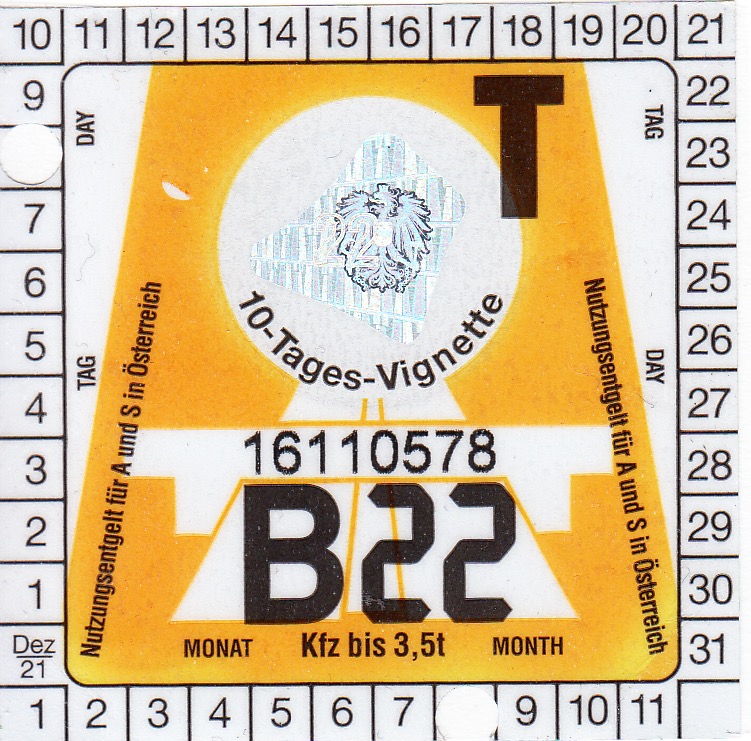 10 11 12 13 14 15 16 17 18 19 20 21
9 22
DAY TAG
23
T
7 24
6 25
5 26
4 27
3 28
2 29
1 30
Dez 21 31
TAG DAY
10-Tages-Vignette
Nutzungsentgelt für A und S in Österreich
Nutzungsentgelt für A und S in Österreich
16110578
B22
MONAT Kfz bis 3,5t MONTH
1 2 3 4 5 6 7 9 10 11